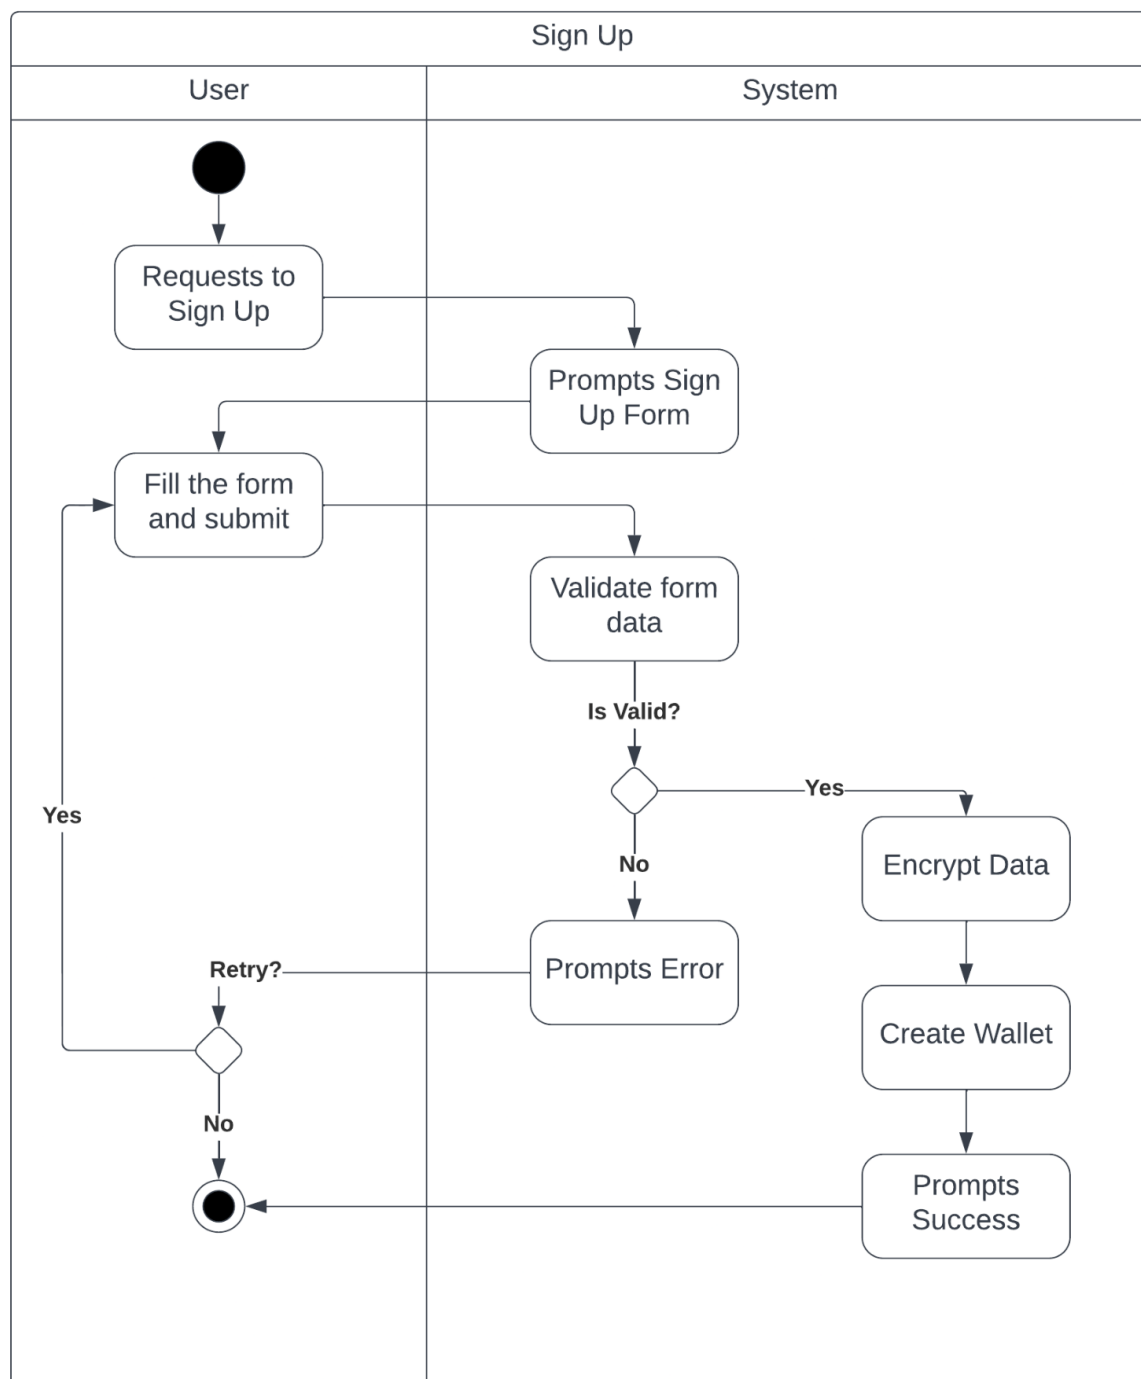 Sign Up
User
System
Requests to
Sign Up
Prompts Sign
Up Form
Fill the form
and submit
Validate form
data
Is Valid?
Yes
Yes
Encrypt Data
No
Prompts Error
Retry?
Create Wallet
No
Prompts
Success